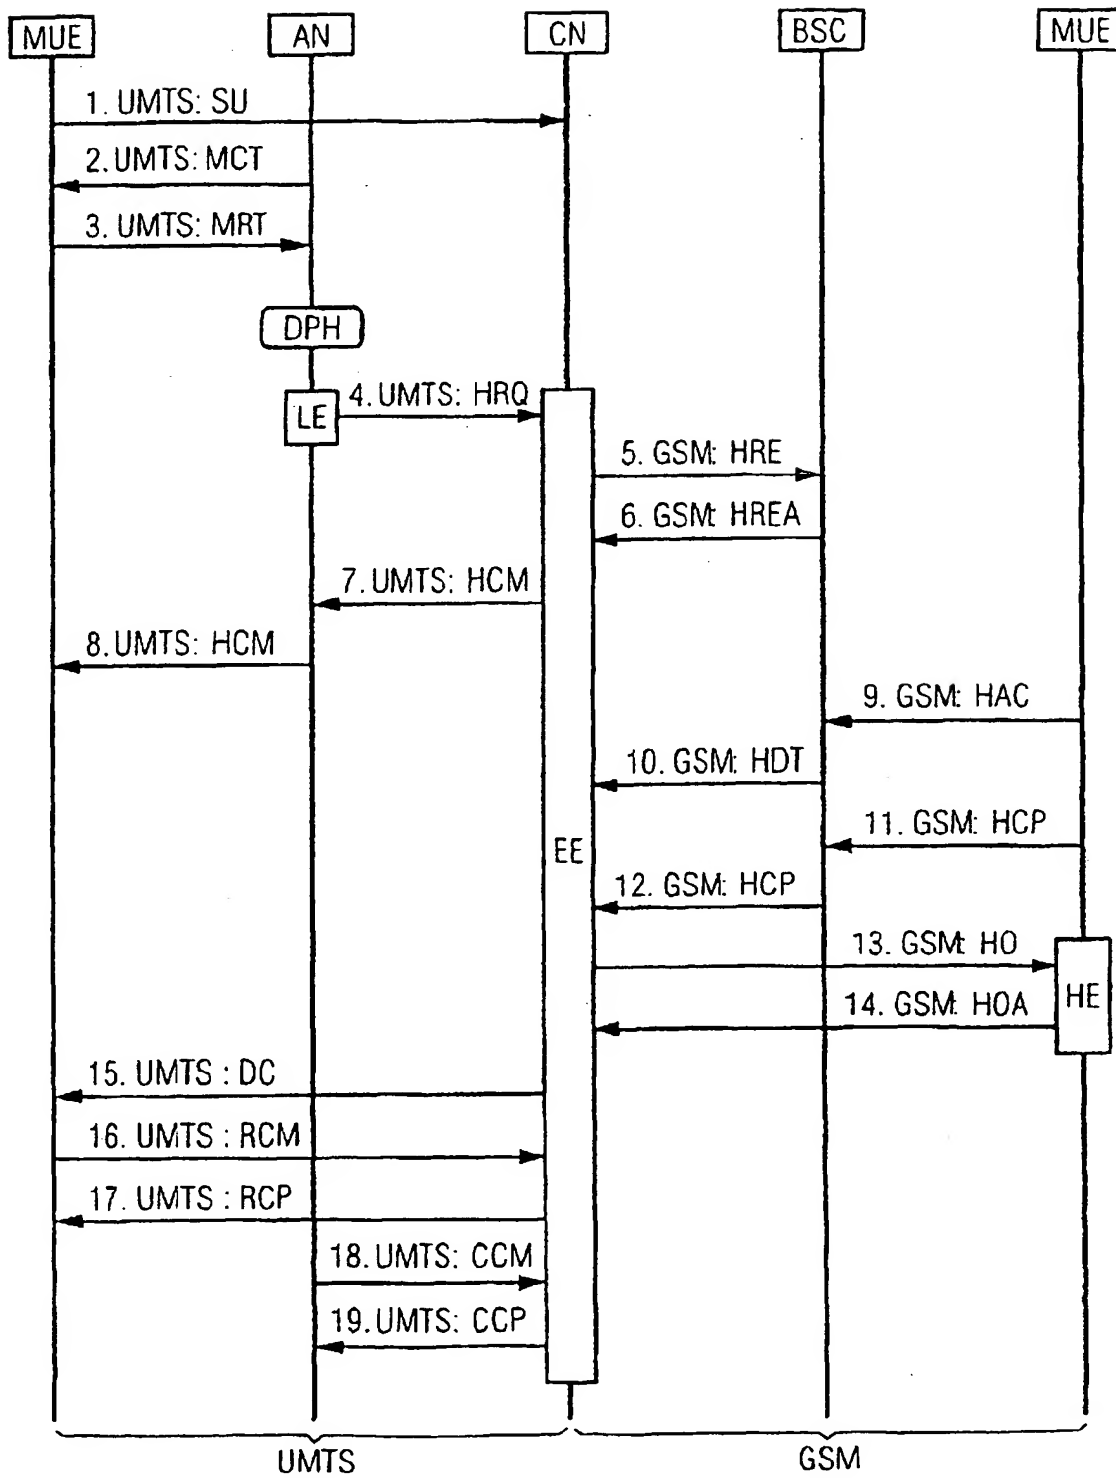 MUE AN CN BSC MUE
1. UMTS: SU
2. UMTS: MCT
3. UMTS: MRT
DPH
LE
4. UMTS: HRQ
5. GSM: HRE
6. GSM: HREA
7. UMTS: HCM
8. UMTS: HCM
9. GSM: HAC
10. GSM: HDT
11. GSM: HCP
EE
12. GSM: HCP
13. GSM: HO
HE
14. GSM: HOA
15. UMTS : DC
16. UMTS : RCM
17. UMTS : RCP
18. UMTS: CCM
19. UMTS: CCP
UMTS GSM